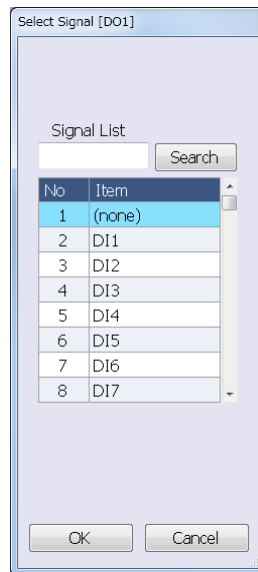 Select Signal [DO1]
Signal List
Search
No Item
1 (none)
2 DI1
3 DI2
4 DI3
5 DI4
6 DI5
7 DI6
8 DI7
OK Cancel